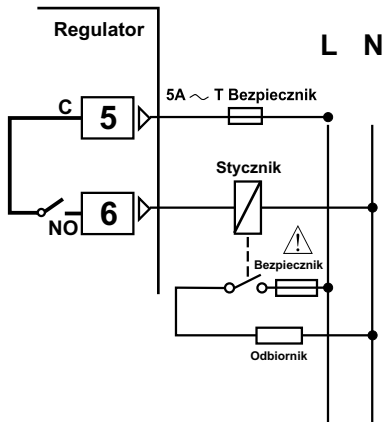 Regulator
L N
5A ~ T Bezpiecznik
C
5
Stycznik
6
NO
Bezpiecznik
Odbiornik